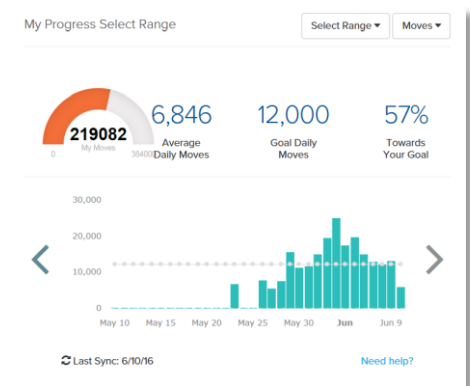 My Progress Select Range
Select Range
Moves
219082
My Moves
0
384000
6,846
Average
Daily Moves
12,000
Goal Daily
Moves
57%
Towards
Your Goal
30,000
20,000
10,000
0
May 10 May 15 May 20 May 25 May 30 Jun Jun 9
Last Sync: 6/10/16
Need help?